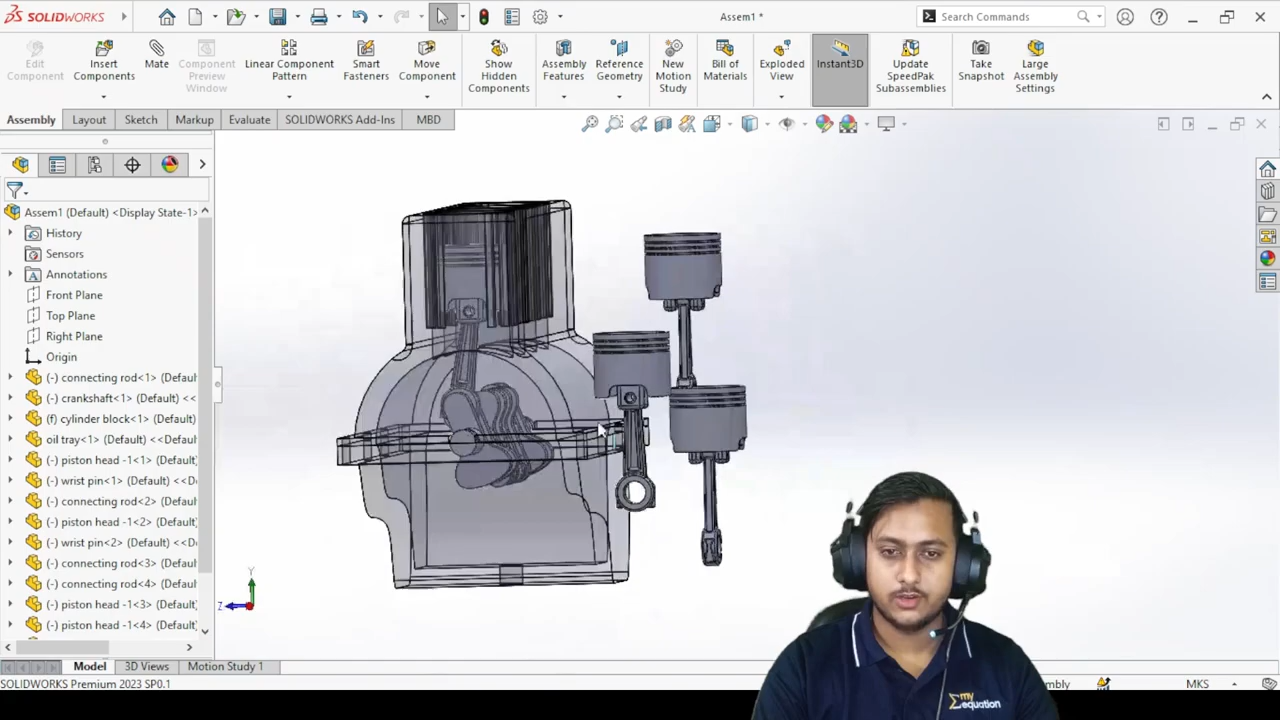 SOLIDWORKS
Assem1 *
Search Commands
Edit Component
Insert Components
Mate
Component Preview Window
Linear Component Pattern
Smart Fasteners
Move Component
Show Hidden Components
Assembly Features
Reference Geometry
New Motion Study
Bill of Materials
Exploded View
Instant3D
Update SpeedPak Subassemblies
Take Snapshot
Large Assembly Settings
Assembly
Layout
Sketch
Markup
Evaluate
SOLIDWORKS Add-Ins
MBD
Assem1 (Default) <Display State-1>
History
Sensors
Annotations
Front Plane
Top Plane
Right Plane
Origin
(-) connecting rod<1> (Defaul
(-) crankshaft<1> (Default) <<
(f) cylinder block<1> (Default
oil tray<1> (Default) <<Defaul
(-) piston head -1<1> (Default
(-) wrist pin<1> (Default) <<D
(-) connecting rod<2> (Defaul
(-) piston head -1<2> (Default
(-) wrist pin<2> (Default) <<D
(-) connecting rod<3> (Defaul
(-) connecting rod<4> (Defaul
(-) piston head -1<3> (Default
(-) piston head -1<4> (Default
Y
Z
Model
3D Views
Motion Study 1
SOLIDWORKS Premium 2023 SP0.1
mbly
MKS
my equation